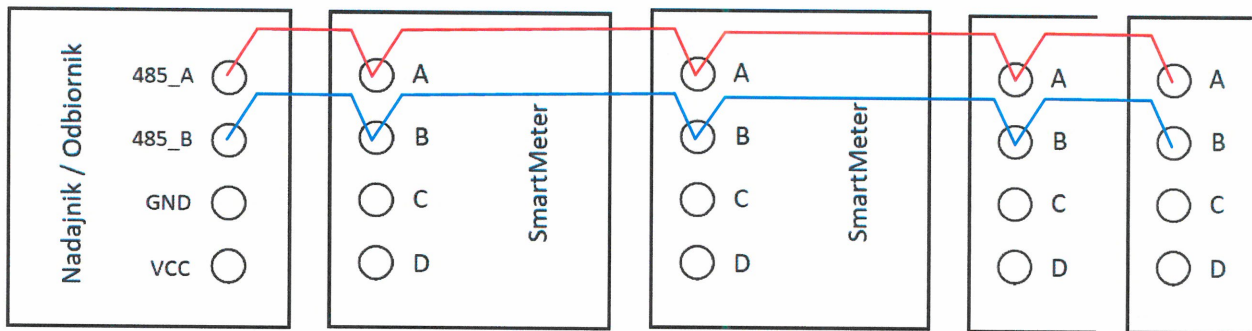 Nadajnik / Odbiornik
485_A
485_B
GND
VCC
A
B
C
D
SmartMeter
A
B
C
D
SmartMeter
A
B
C
D
A
B
C
D